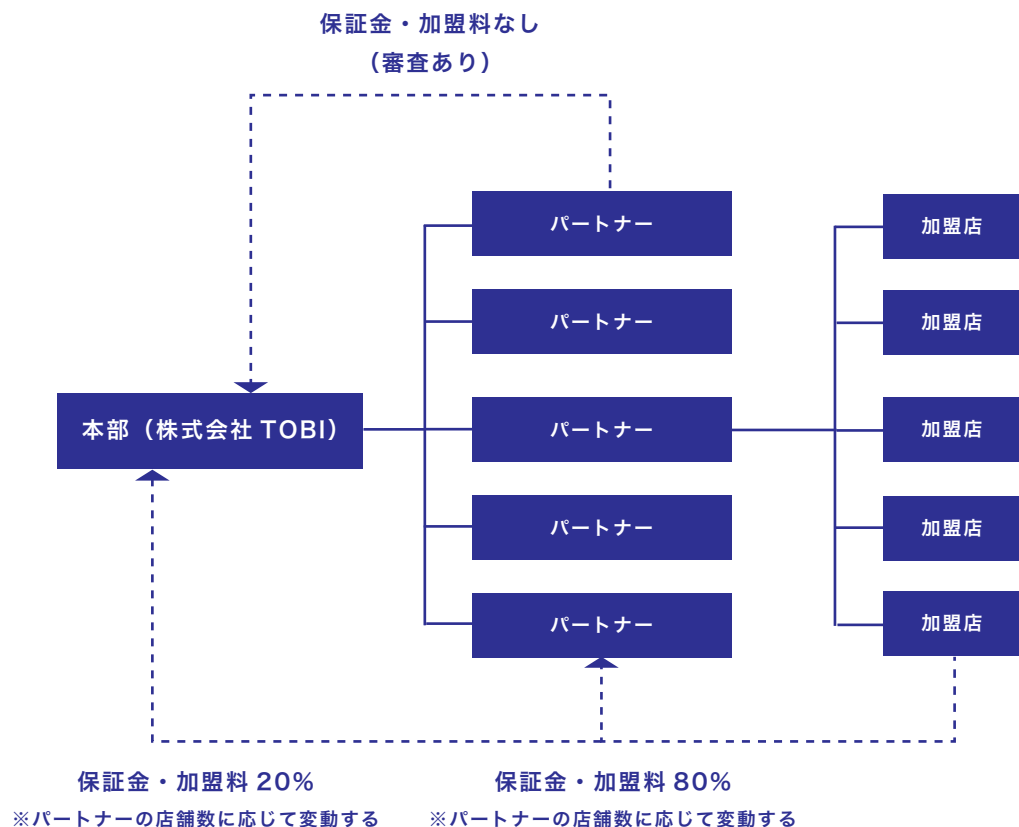 保証金・加盟料なし
（審査あり）
パートナー
加盟店
パートナー
加盟店
本部（株式会社 TOBI）
パートナー
加盟店
パートナー
加盟店
パートナー
加盟店
保証金・加盟料 20%
保証金・加盟料 80%
※パートナーの店舗数に応じて変動する
※パートナーの店舗数に応じて変動する